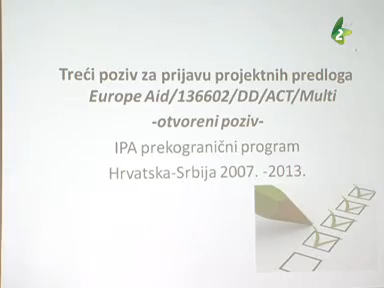 2
Treći poziv za prijavu projektnih predloga
Europe Aid/136602/DD/ACT/Multi
-otvoreni poziv-
IPA prekogranični program
Hrvatska-Srbija 2007. -2013.